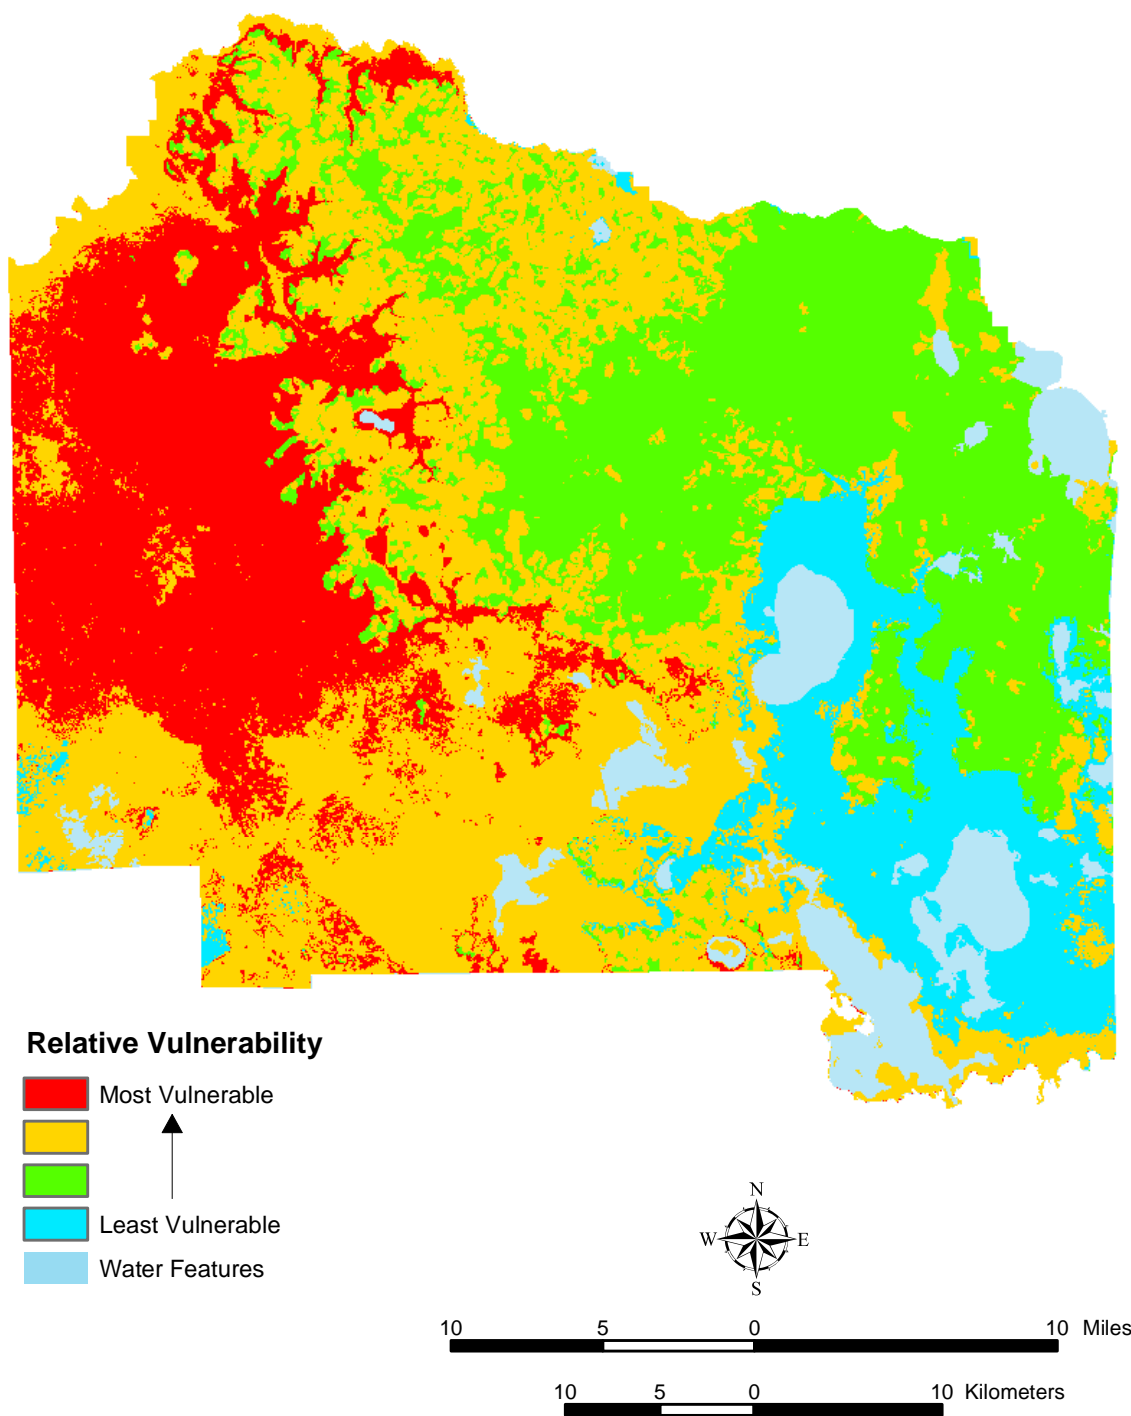 Relative Vulnerability
Most Vulnerable
Least Vulnerable
Water Features
N
W E
S
10 5 0 10 Miles
10 5 0 10 Kilometers